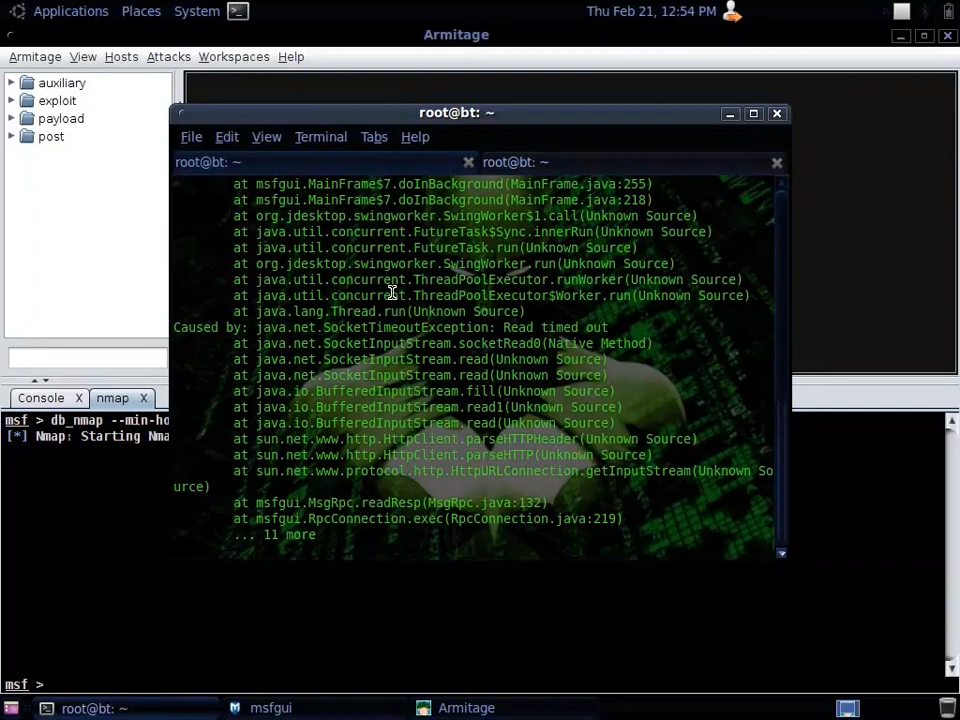 Applications Places System Thu Feb 21, 12:54 PM
Armitage
Armitage View Hosts Attacks Workspaces Help
auxiliary
exploit
payload
post
root@bt: ~
File Edit View Terminal Tabs Help
root@bt: ~ root@bt: ~
at msfgui.MainFrame$7.doInBackground(MainFrame.java:255)
at msfgui.MainFrame$7.doInBackground(MainFrame.java:218)
at org.jdesktop.swingworker.SwingWorker$1.call(Unknown Source)
at java.util.concurrent.FutureTask$Sync.innerRun(Unknown Source)
at java.util.concurrent.FutureTask.run(Unknown Source)
at org.jdesktop.swingworker.SwingWorker.run(Unknown Source)
at java.util.concurrent.ThreadPoolExecutor.runWorker(Unknown Source)
at java.util.concurrent.ThreadPoolExecutor$Worker.run(Unknown Source)
at java.lang.Thread.run(Unknown Source)
Caused by: java.net.SocketTimeoutException: Read timed out
at java.net.SocketInputStream.socketRead0(Native Method)
at java.net.SocketInputStream.read(Unknown Source)
at java.net.SocketInputStream.read(Unknown Source)
at java.io.BufferedInputStream.fill(Unknown Source)
at java.io.BufferedInputStream.read1(Unknown Source)
at java.io.BufferedInputStream.read(Unknown Source)
at sun.net.www.http.HttpClient.parseHTTPHeader(Unknown Source)
at sun.net.www.http.HttpClient.parseHTTP(Unknown Source)
at sun.net.www.protocol.http.HttpURLConnection.getInputStream(Unknown So
urce)
at msfgui.MsgRpc.readResp(MsgRpc.java:132)
at msfgui.RpcConnection.exec(RpcConnection.java:219)
... 11 more
Console X nmap X
msf > db_nmap --min-ho
[*] Nmap: Starting Nma
msf >
root@bt: ~ msfgui Armitage